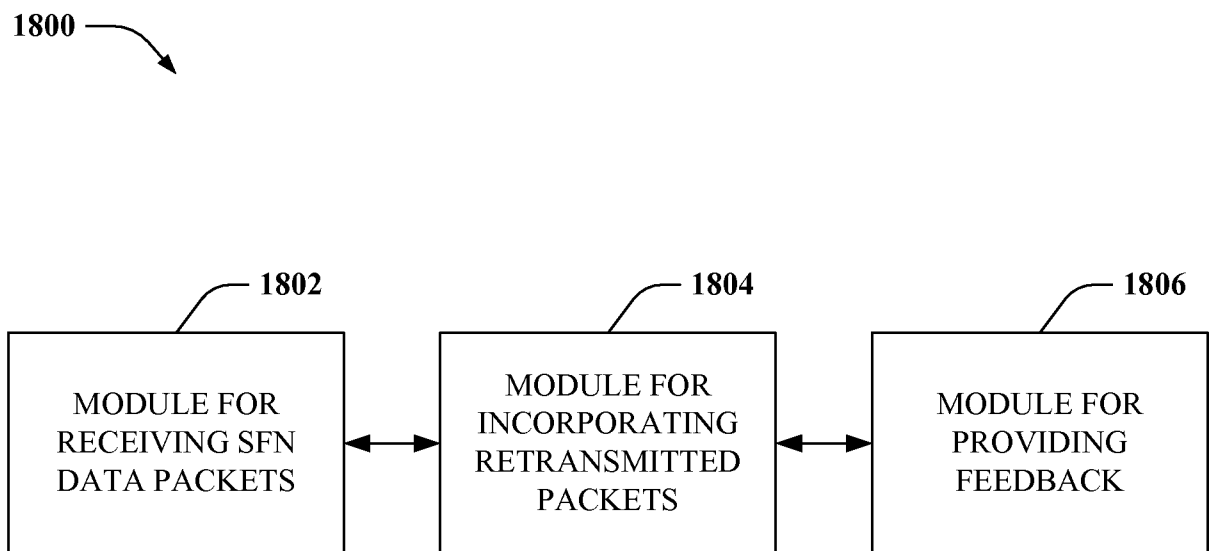 1800
1802
1804
1806
MODULE FOR
RECEIVING SFN
DATA PACKETS
MODULE FOR
INCORPORATING
RETRANSMITTED
PACKETS
MODULE FOR
PROVIDING
FEEDBACK